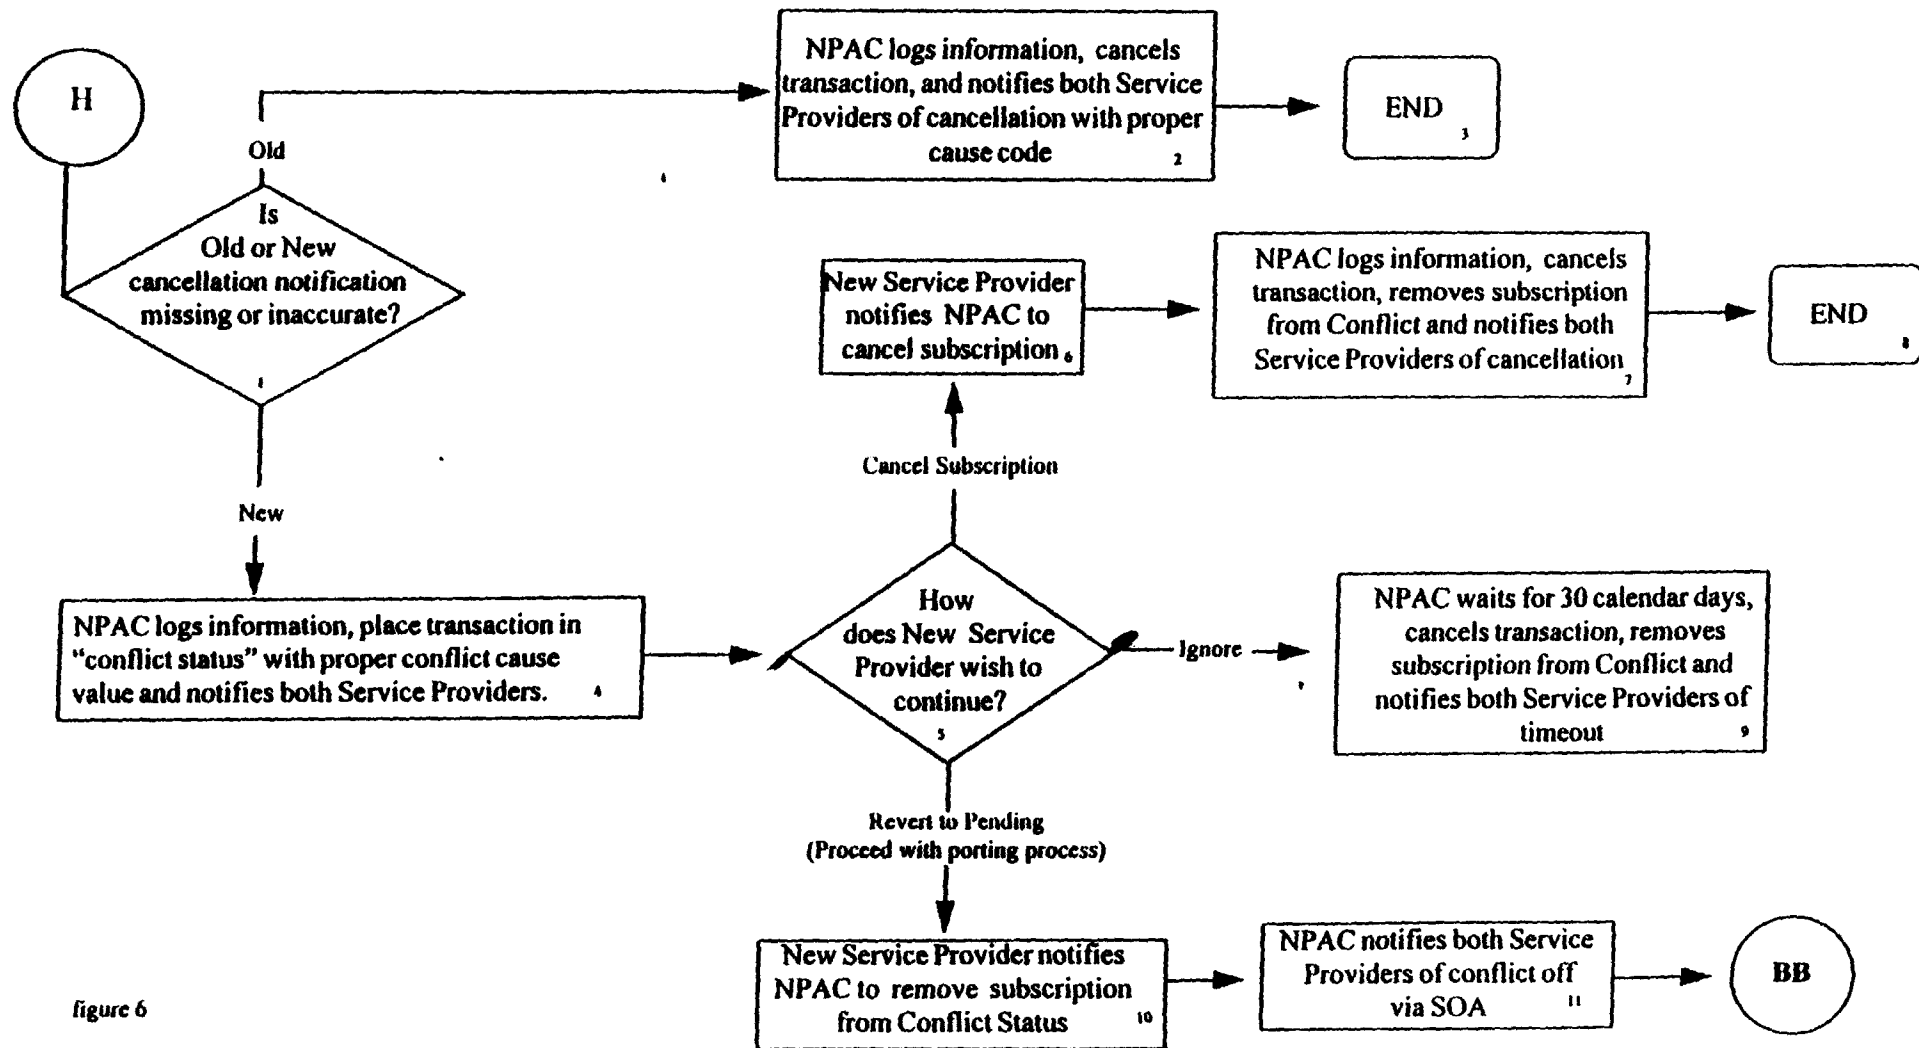 H
Old
Is
Old or New
cancellation notification
missing or inaccurate?
1
New
NPAC logs information, cancels
transaction, and notifies both Service
Providers of cancellation with proper
cause code 2
END
3
New Service Provider
notifies NPAC to
cancel subscription 6
NPAC logs information, cancels
transaction, removes subscription
from Conflict and notifies both
Service Providers of cancellation
7
END
8
Cancel Subscription
NPAC logs information, place transaction in
"conflict status" with proper conflict cause
value and notifies both Service Providers. 4
How
does New Service
Provider wish to
continue?
5
Ignore
NPAC waits for 30 calendar days,
cancels transaction, removes
subscription from Conflict and
notifies both Service Providers of
timeout 9
Revert to Pending
(Proceed with porting process)
New Service Provider notifies
NPAC to remove subscription
from Conflict Status 10
NPAC notifies both Service
Providers of conflict off
via SOA 11
BB
figure 6